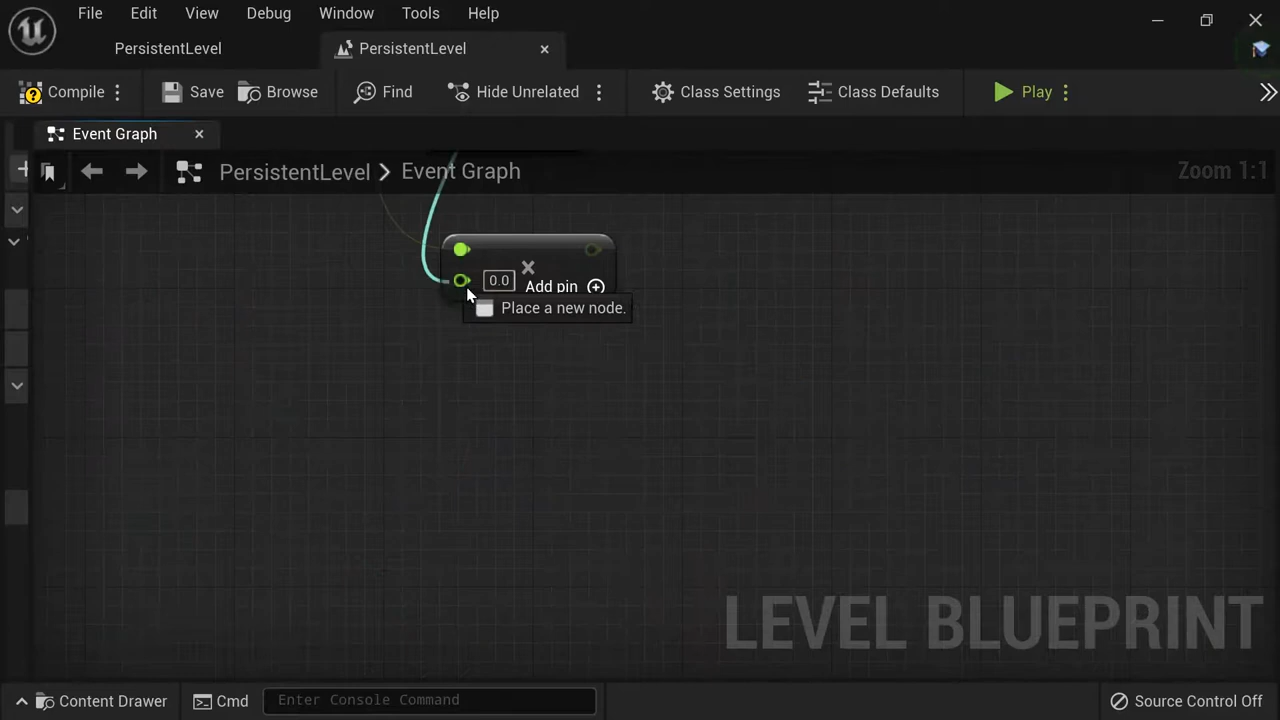 File Edit View Debug Window Tools Help
PersistentLevel PersistentLevel
Compile Save Browse Find Hide Unrelated Class Settings Class Defaults Play
Event Graph
PersistentLevel > Event Graph Zoom 1:1
0.0 Add pin
Place a new node.
LEVEL BLUEPRINT
Content Drawer Cmd Enter Console Command Source Control Off